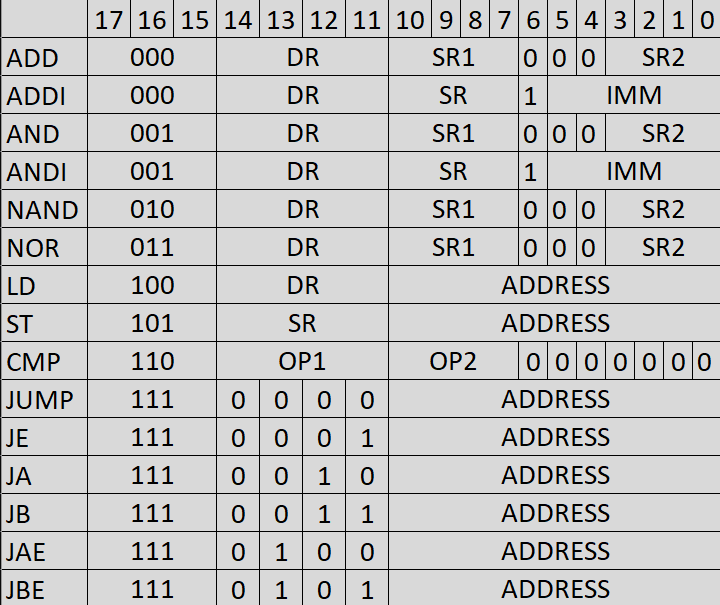 17 16 15 14 13 12 11 10 9 8 7 6 5 4 3 2 1 0
ADD 000 DR SR1 0 0 0 SR2
ADDI 000 DR SR 1 IMM
AND 001 DR SR1 0 0 0 SR2
ANDI 001 DR SR 1 IMM
NAND 010 DR SR1 0 0 0 SR2
NOR 011 DR SR1 0 0 0 SR2
LD 100 DR ADDRESS
ST 101 SR ADDRESS
CMP 110 OP1 OP2 0 0 0 0 0 0 0
JUMP 111 0 0 0 0 ADDRESS
JE 111 0 0 0 1 ADDRESS
JA 111 0 0 1 0 ADDRESS
JB 111 0 0 1 1 ADDRESS
JAE 111 0 1 0 0 ADDRESS
JBE 111 0 1 0 1 ADDRESS